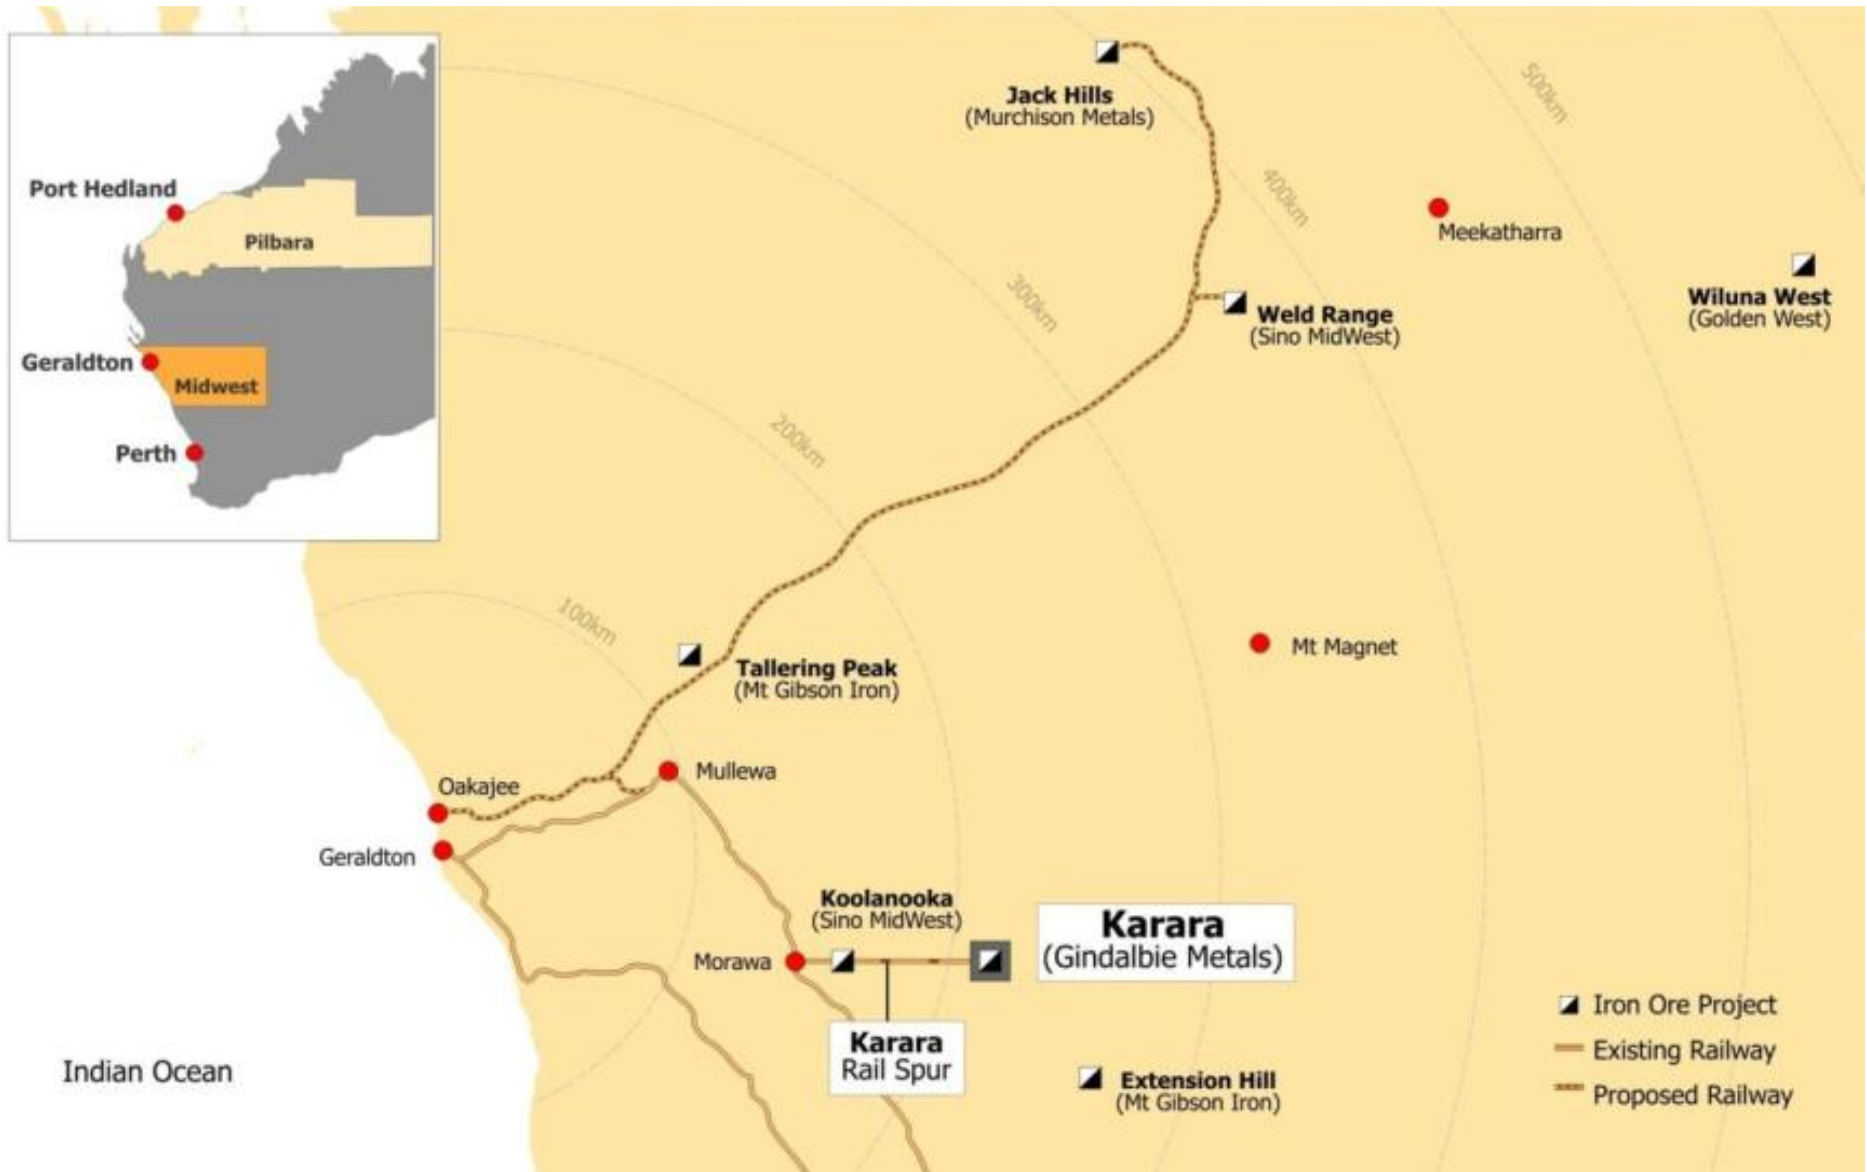 Port Hedland
Pilbara
Geraldton
Midwest
Perth
Jack Hills
(Murchison Metals)
500km
400km
Meekatharra
Wiluna West
(Golden West)
300km
Weld Range
(Sino MidWest)
200km
100km
Tallering Peak
(Mt Gibson Iron)
Mt Magnet
Mullewa
Oakajee
Geraldton
Koolanooka
(Sino MidWest)
Karara
(Gindalbie Metals)
Morawa
Karara
Rail Spur
Indian Ocean
Extension Hill
(Mt Gibson Iron)
Iron Ore Project
Existing Railway
Proposed Railway